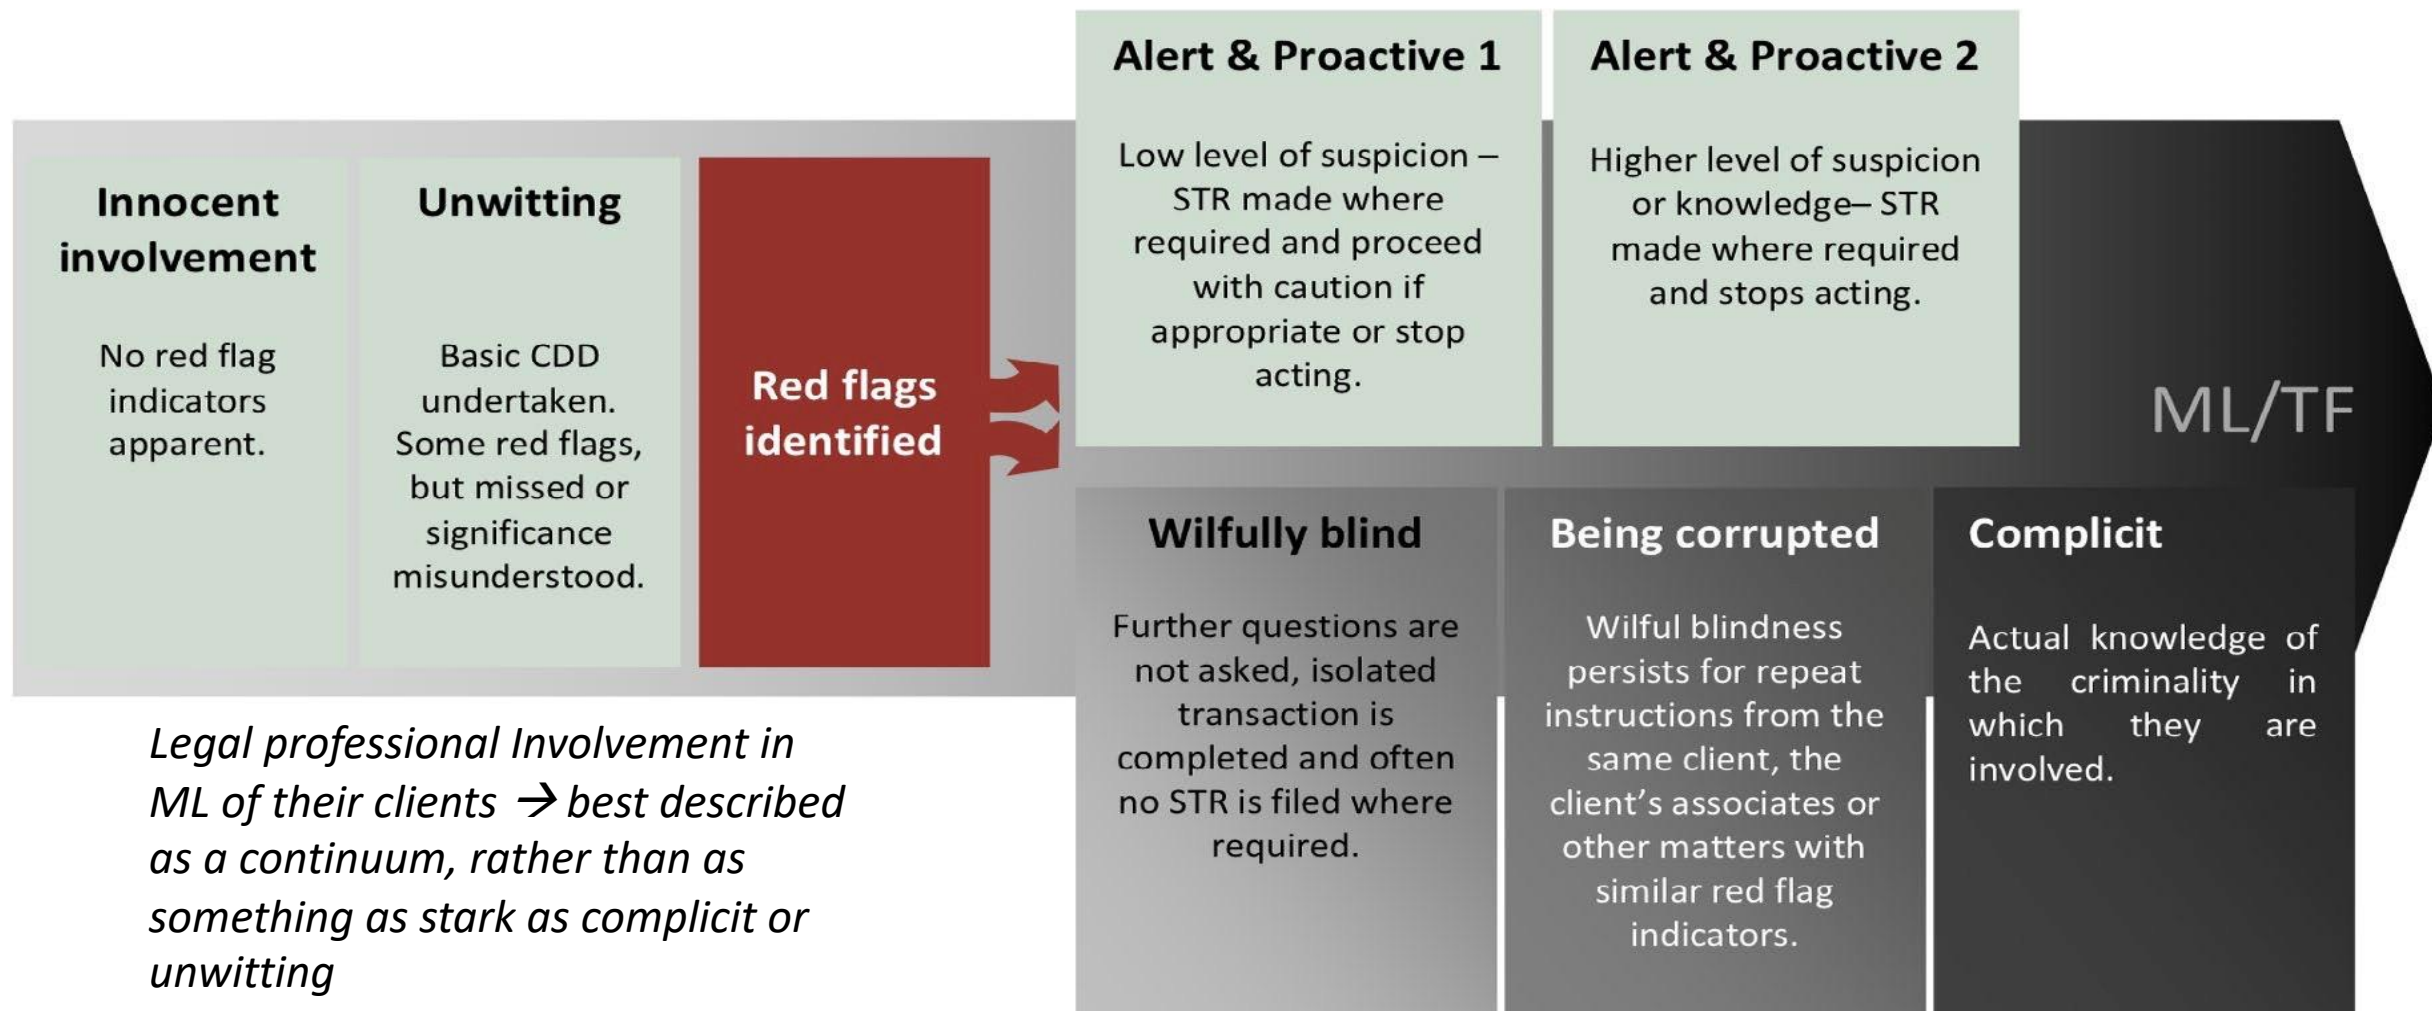 Innocent
involvement
No red flag
indicators
apparent.
Unwitting
Basic CDD
undertaken.
Some red flags,
but missed or
significance
misunderstood.
Red flags
identified
Alert & Proactive 1
Low level of suspicion –
STR made where
required and proceed
with caution if
appropriate or stop
acting.
Alert & Proactive 2
Higher level of suspicion
or knowledge– STR
made where required
and stops acting.
ML/TF
Wilfully blind
Further questions are
not asked, isolated
transaction is
completed and often
no STR is filed where
required.
Being corrupted
Wilful blindness
persists for repeat
instructions from the
same client, the
client’s associates or
other matters with
similar red flag
indicators.
Complicit
Actual knowledge of
the criminality in
which they are
involved.
Legal professional Involvement in
ML of their clients → best described
as a continuum, rather than as
something as stark as complicit or
unwitting